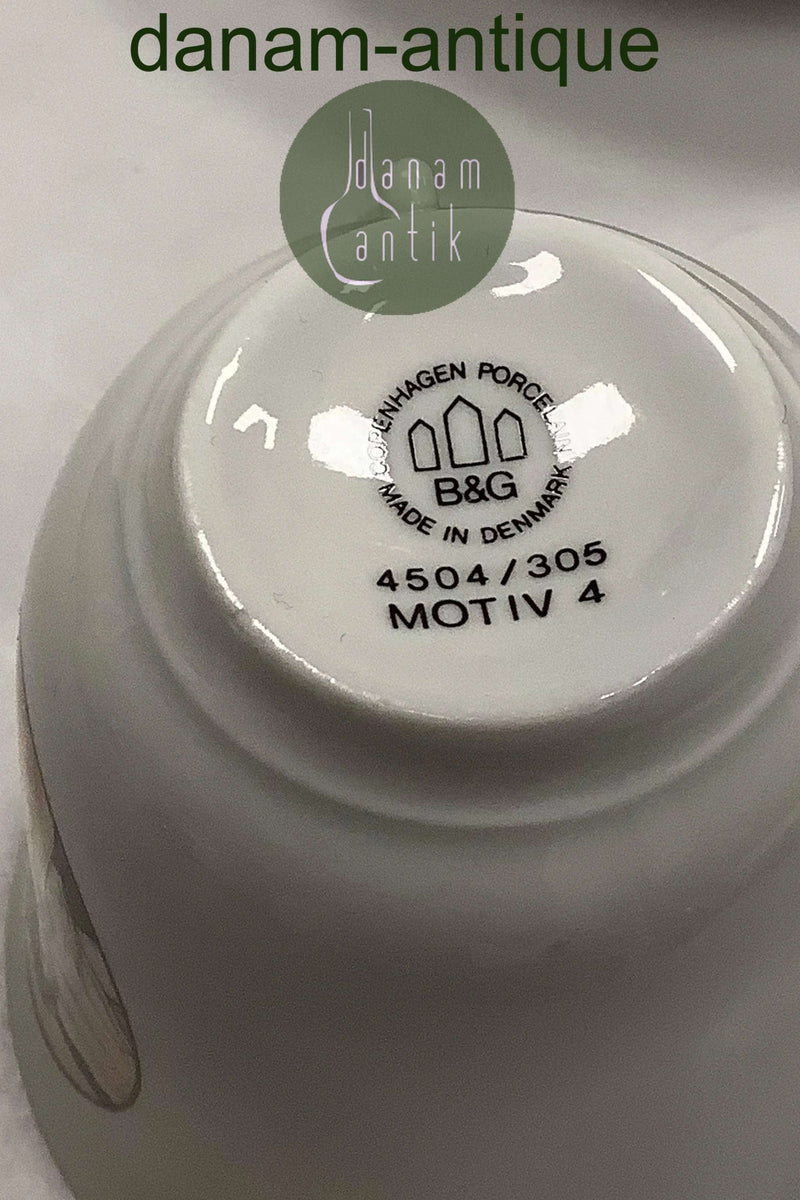 danam-antique
danam
antik
COPENHAGEN PORCELAIN
B&G
MADE IN DENMARK
4504/305
MOTIV 4